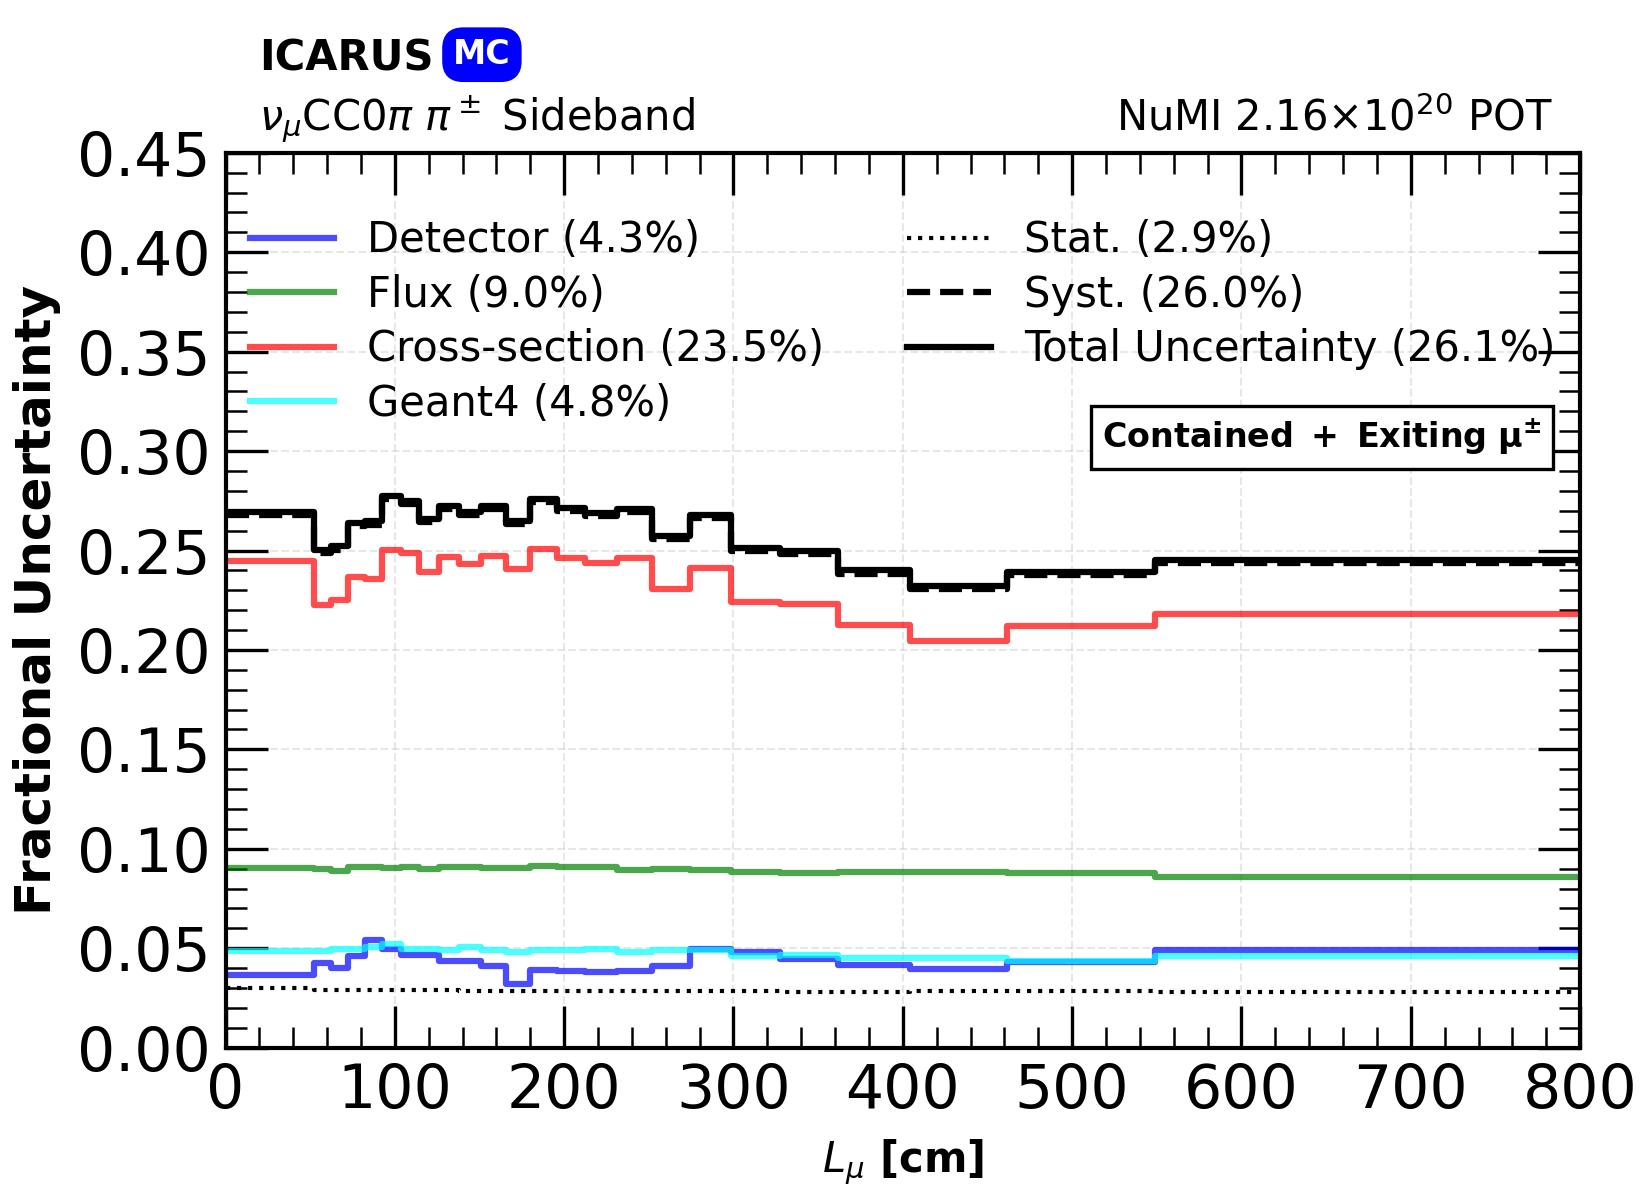 ICARUS MC
νμCC0π π± Sideband
NuMI 2.16×10²⁰ POT
0.45
0.40
0.35
0.30
0.25
0.20
0.15
0.10
0.05
0.00
Fractional Uncertainty
Detector (4.3%)
Flux (9.0%)
Cross-section (23.5%)
Geant4 (4.8%)
Stat. (2.9%)
Syst. (26.0%)
Total Uncertainty (26.1%)
Contained + Exiting μ±
0 100 200 300 400 500 600 700 800
Lμ [cm]